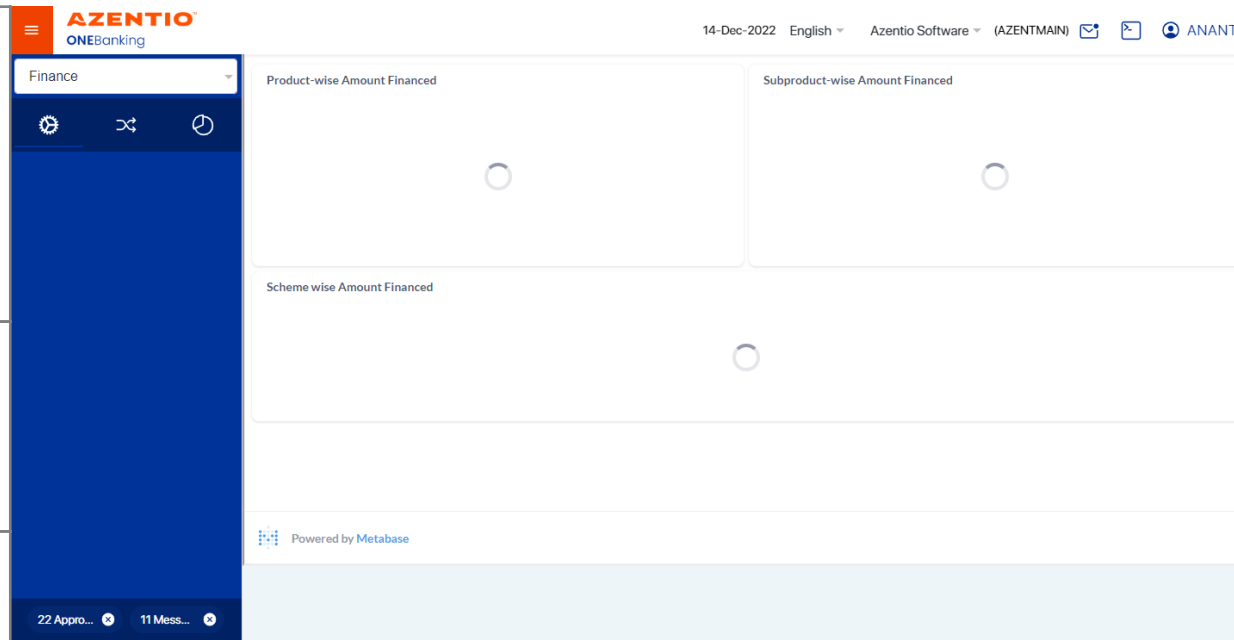 AZENTIO™
ONEBanking
14-Dec-2022 English Azentio Software (AZENTMAIN) ANANT
Finance
Product-wise Amount Financed
Subproduct-wise Amount Financed
Scheme wise Amount Financed
Powered by Metabase
22 Appro... 11 Mess...